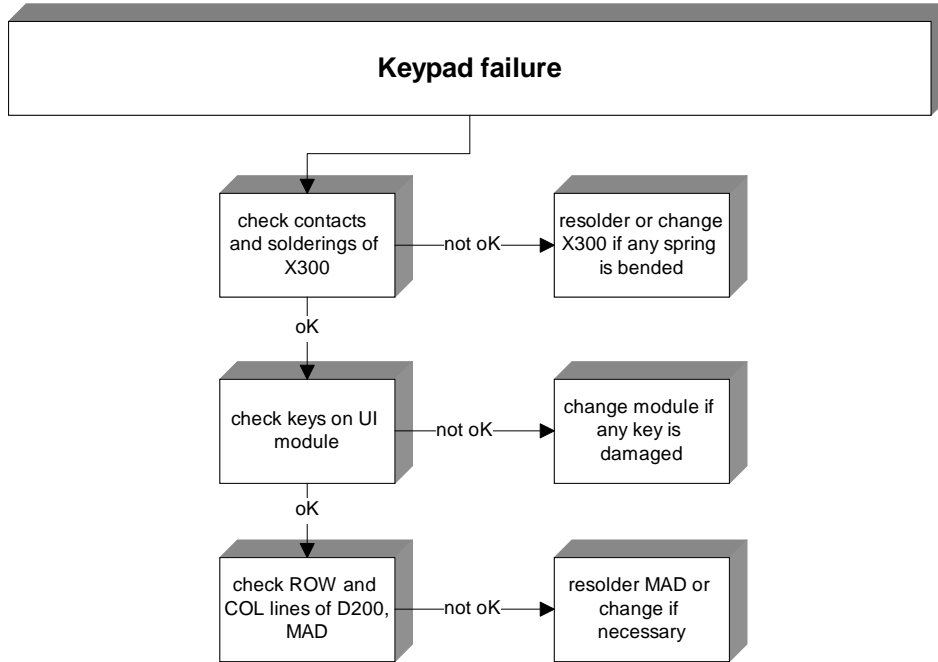 Keypad failure
check contacts
and solderings of
X300
not oK
resolder or change
X300 if any spring
is bended
oK
check keys on UI
module
not oK
change module if
any key is
damaged
oK
check ROW and
COL lines of D200,
MAD
not oK
resolder MAD or
change if
necessary